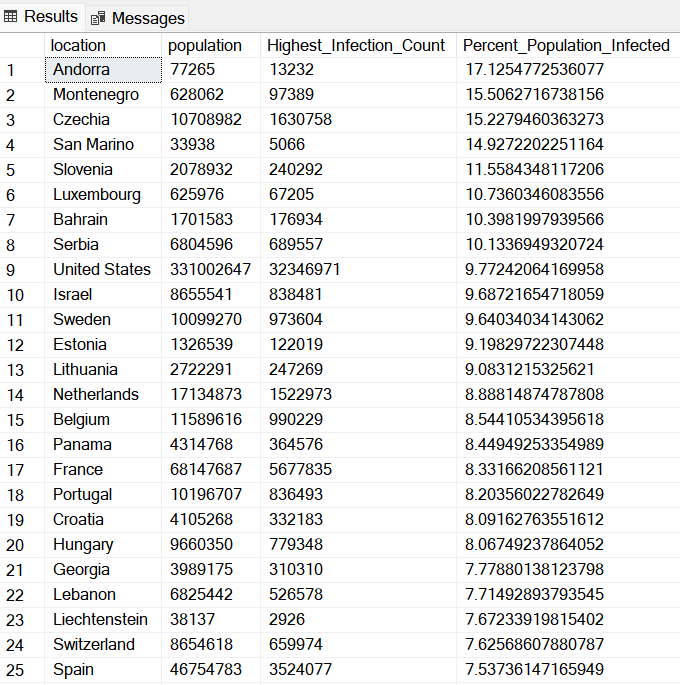 Results Messages
location population Highest_Infection_Count Percent_Population_Infected
1 Andorra 77265 13232 17.1254772536077
2 Montenegro 628062 97389 15.5062716738156
3 Czechia 10708982 1630758 15.2279460363273
4 San Marino 33938 5066 14.9272202251164
5 Slovenia 2078932 240292 11.5584348117206
6 Luxembourg 625976 67205 10.7360346083556
7 Bahrain 1701583 176934 10.3981997939566
8 Serbia 6804596 689557 10.1336949320724
9 United States 331002647 32346971 9.77242064169958
10 Israel 8655541 838481 9.68721654718059
11 Sweden 10099270 973604 9.64034034143062
12 Estonia 1326539 122019 9.19829722307448
13 Lithuania 2722291 247269 9.0831215325621
14 Netherlands 17134873 1522973 8.88814874787808
15 Belgium 11589616 990229 8.54410534395618
16 Panama 4314768 364576 8.44949253354989
17 France 68147687 5677835 8.33166208561121
18 Portugal 10196707 836493 8.20356022782649
19 Croatia 4105268 332183 8.09162763551612
20 Hungary 9660350 779348 8.06749237864052
21 Georgia 3989175 310310 7.77880138123798
22 Lebanon 6825442 526578 7.71492893793545
23 Liechtenstein 38137 2926 7.67233919815402
24 Switzerland 8654618 659974 7.62568607880787
25 Spain 46754783 3524077 7.53736147165949